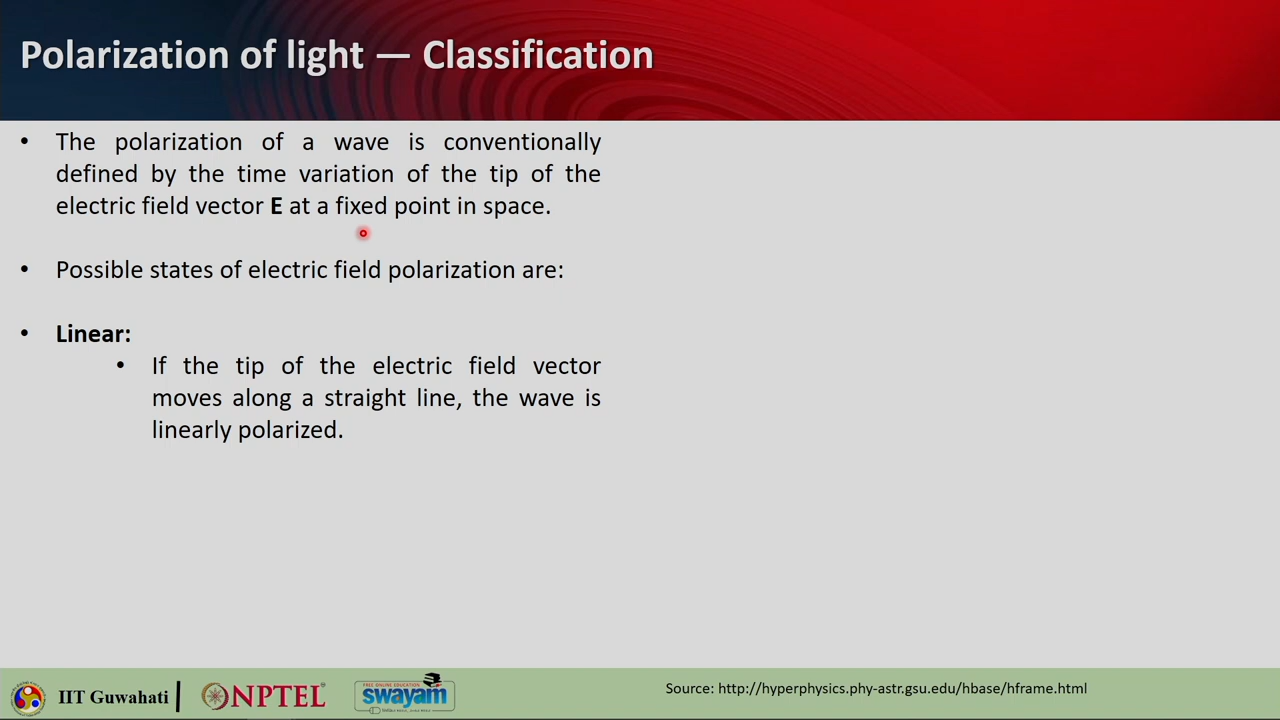 Polarization of light — Classification
• The polarization of a wave is conventionally
defined by the time variation of the tip of the
electric field vector E at a fixed point in space.
• Possible states of electric field polarization are:
• Linear:
• If the tip of the electric field vector
moves along a straight line, the wave is
linearly polarized.
IIT Guwahati
NPTEL
FREE ONLINE EDUCATION
swayam
Source: http://hyperphysics.phy-astr.gsu.edu/hbase/hframe.html